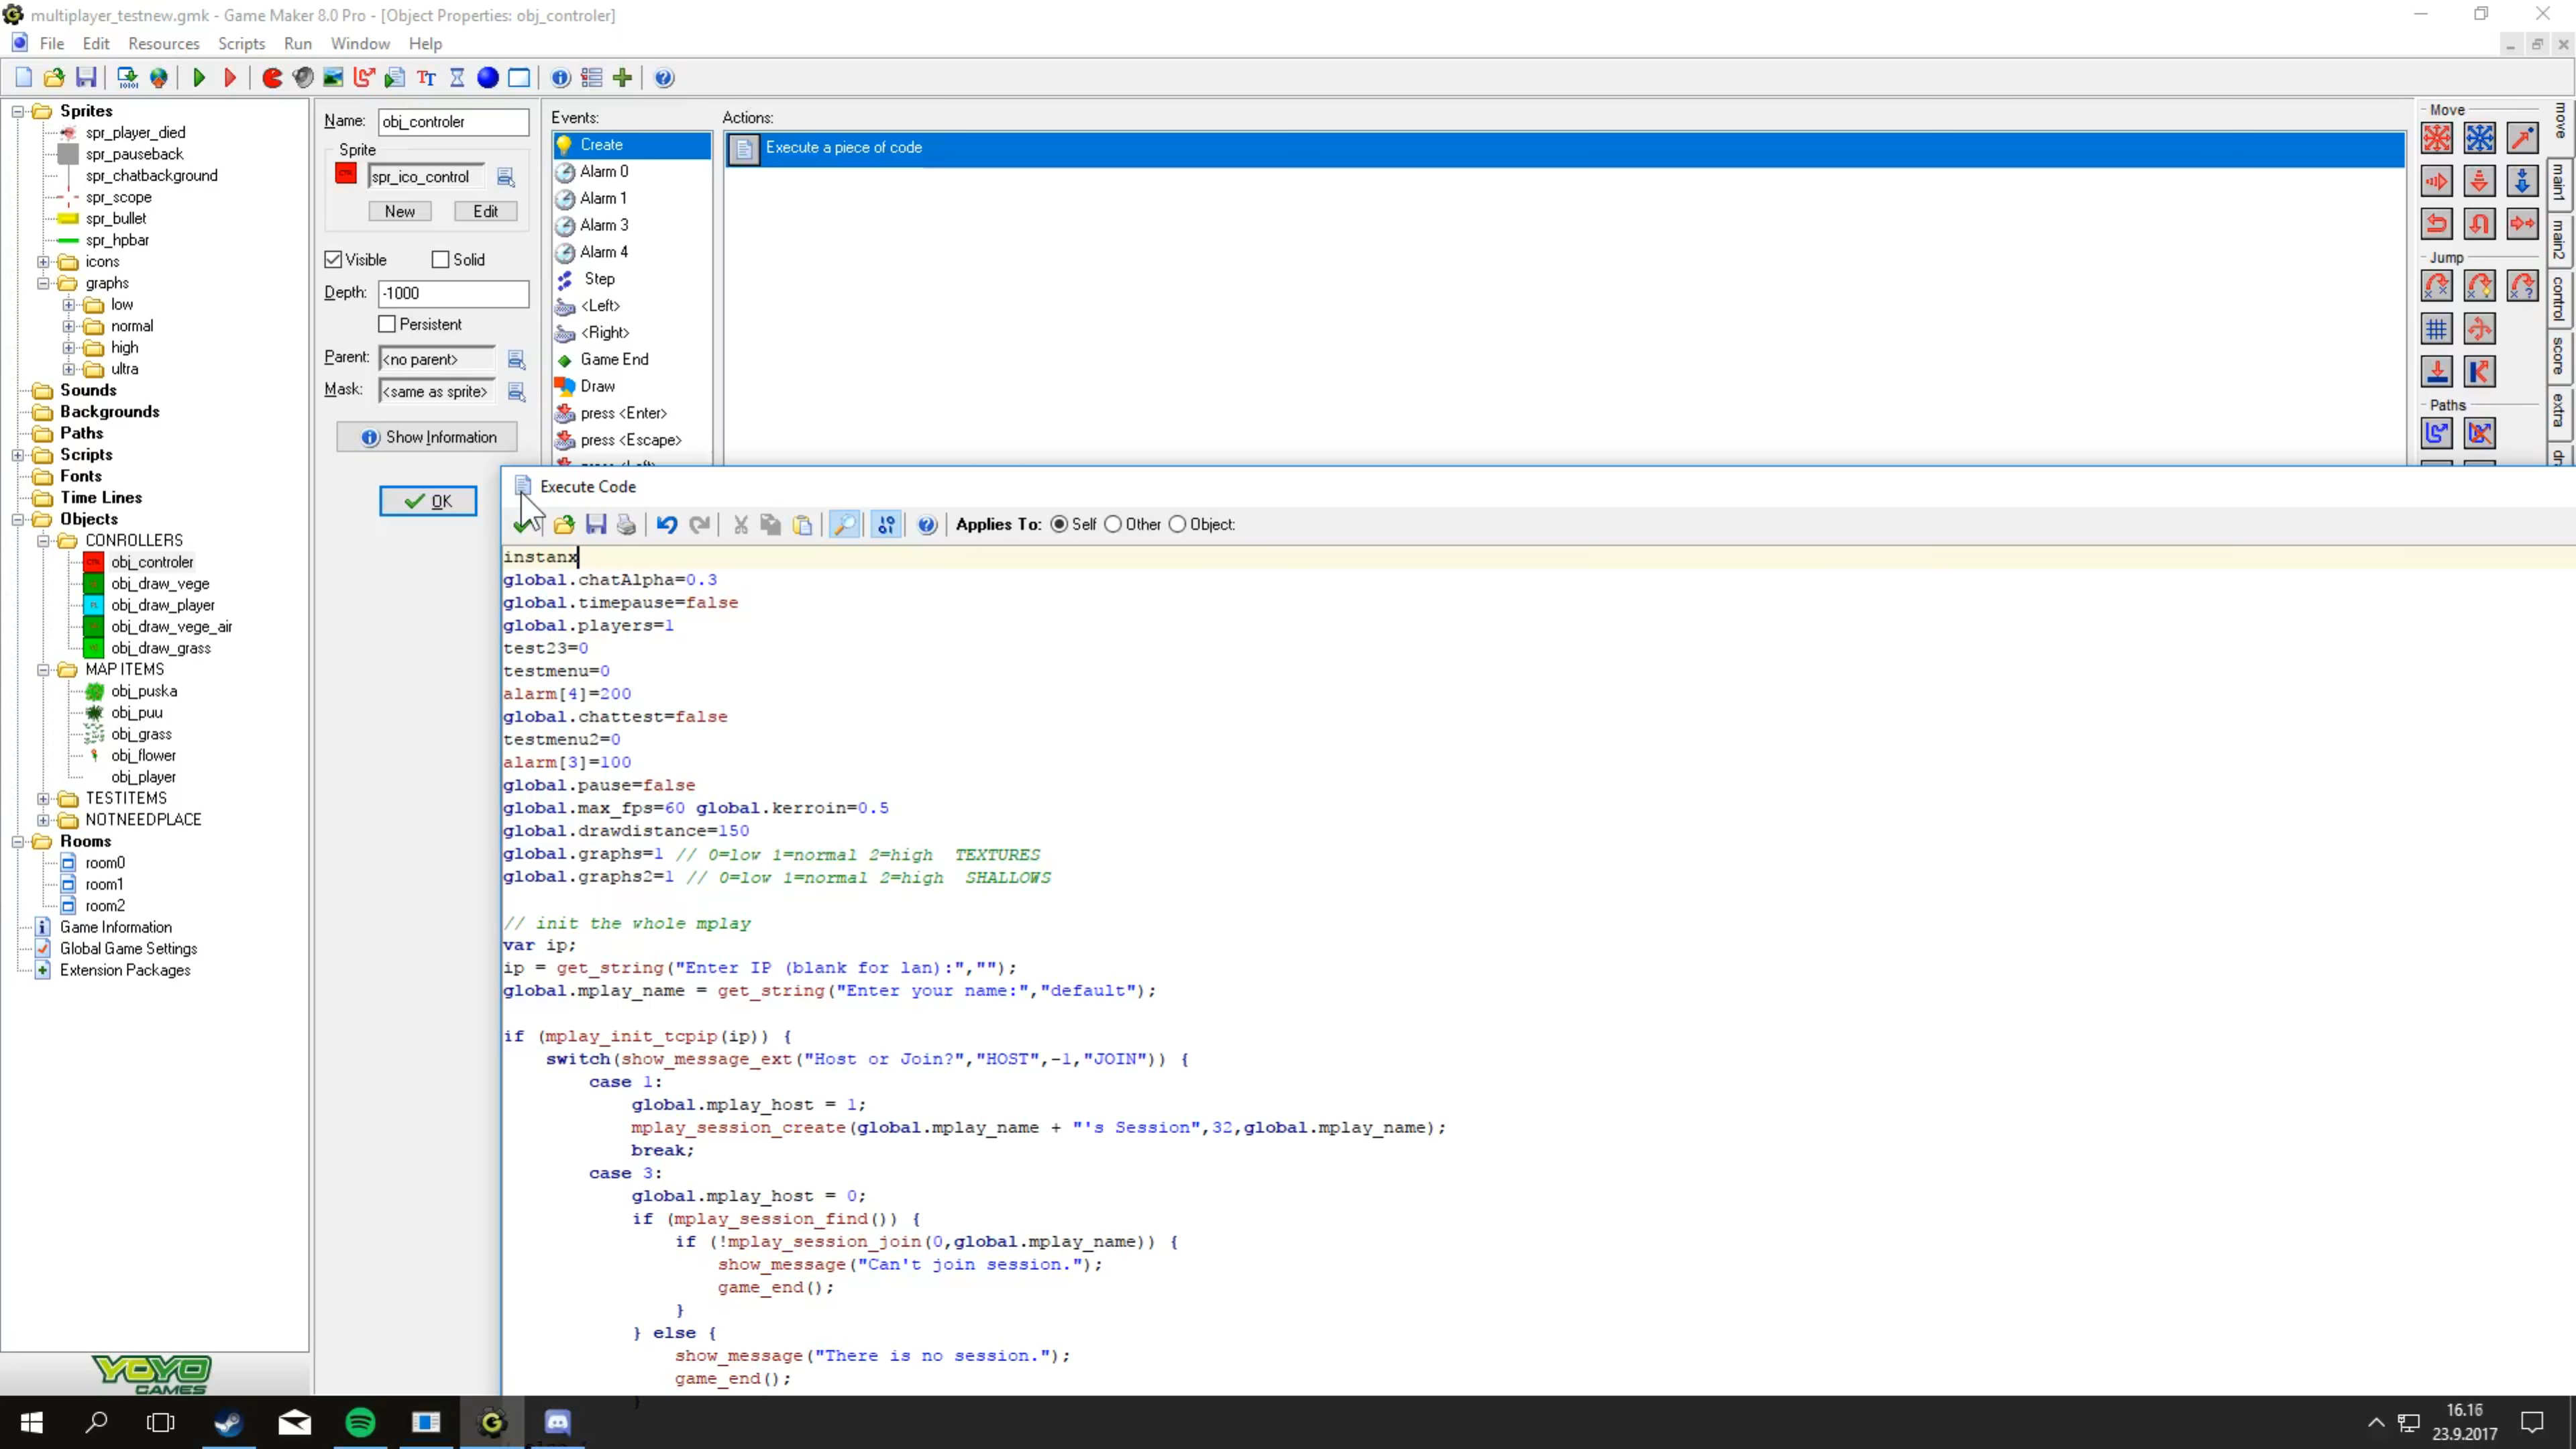 multiplayer_testnew.gmk - Game Maker 8.0 Pro - [Object Properties: obj_controler]
File Edit Resources Scripts Run Window Help
Sprites
spr_player_died
spr_pauseback
spr_chatbackground
spr_scope
spr_bullet
spr_hpbar
icons
graphs
low
normal
high
ultra
Sounds
Backgrounds
Paths
Scripts
Fonts
Time Lines
Objects
CONROLLERS
obj_controler
obj_draw_vege
obj_draw_player
obj_draw_vege_air
obj_draw_grass
MAP ITEMS
obj_puska
obj_puu
obj_grass
obj_flower
obj_player
TESTITEMS
NOTNEEDPLACE
Rooms
room0
room1
room2
Game Information
Global Game Settings
Extension Packages
YOYO
GAMES
Name: obj_controler
Sprite
spr_ico_control
New Edit
Visible Solid
Depth: -1000
Persistent
Parent: <no parent>
Mask: <same as sprite>
Show Information
OK
Events:
Create
Alarm 0
Alarm 1
Alarm 3
Alarm 4
Step
<Left>
<Right>
Game End
Draw
press <Enter>
press <Escape>
Actions:
Execute a piece of code
Move
Jump
Paths
move
main1
main2
control
score
extra
Execute Code
Applies To: Self Other Object:
instanx
global.chatAlpha=0.3
global.timepause=false
global.players=1
test23=0
testmenu=0
alarm[4]=200
global.chattest=false
testmenu2=0
alarm[3]=100
global.pause=false
global.max_fps=60 global.kerroin=0.5
global.drawdistance=150
global.graphs=1 // 0=low 1=normal 2=high  TEXTURES
global.graphs2=1 // 0=low 1=normal 2=high  SHALLOWS
// init the whole mplay
var ip;
ip = get_string("Enter IP (blank for lan):","");
global.mplay_name = get_string("Enter your name:","default");
if (mplay_init_tcpip(ip)) {
switch(show_message_ext("Host or Join?","HOST",-1,"JOIN")) {
case 1:
global.mplay_host = 1;
mplay_session_create(global.mplay_name + "'s Session",32,global.mplay_name);
break;
case 3:
global.mplay_host = 0;
if (mplay_session_find()) {
if (!mplay_session_join(0,global.mplay_name)) {
show_message("Can't join session.");
game_end();
}
} else {
show_message("There is no session.");
game_end();
16.16
23.9.2017